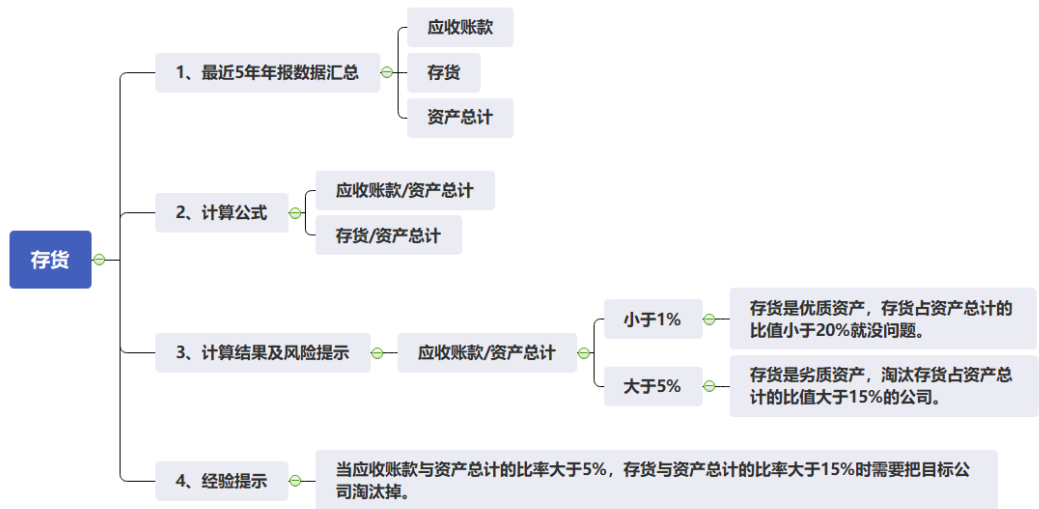 存货
1、最近5年年报数据汇总
应收账款
存货
资产总计
2、计算公式
应收账款/资产总计
存货/资产总计
3、计算结果及风险提示
应收账款/资产总计
小于1%
存货是优质资产，存货占资产总计的
比值小于20%就没问题。
大于5%
存货是劣质资产，淘汰存货占资产总
计的比值大于15%的公司。
4、经验提示
当应收账款与资产总计的比率大于5%，存货与资产总计的比率大于15%时需要把目标公
司淘汰掉。